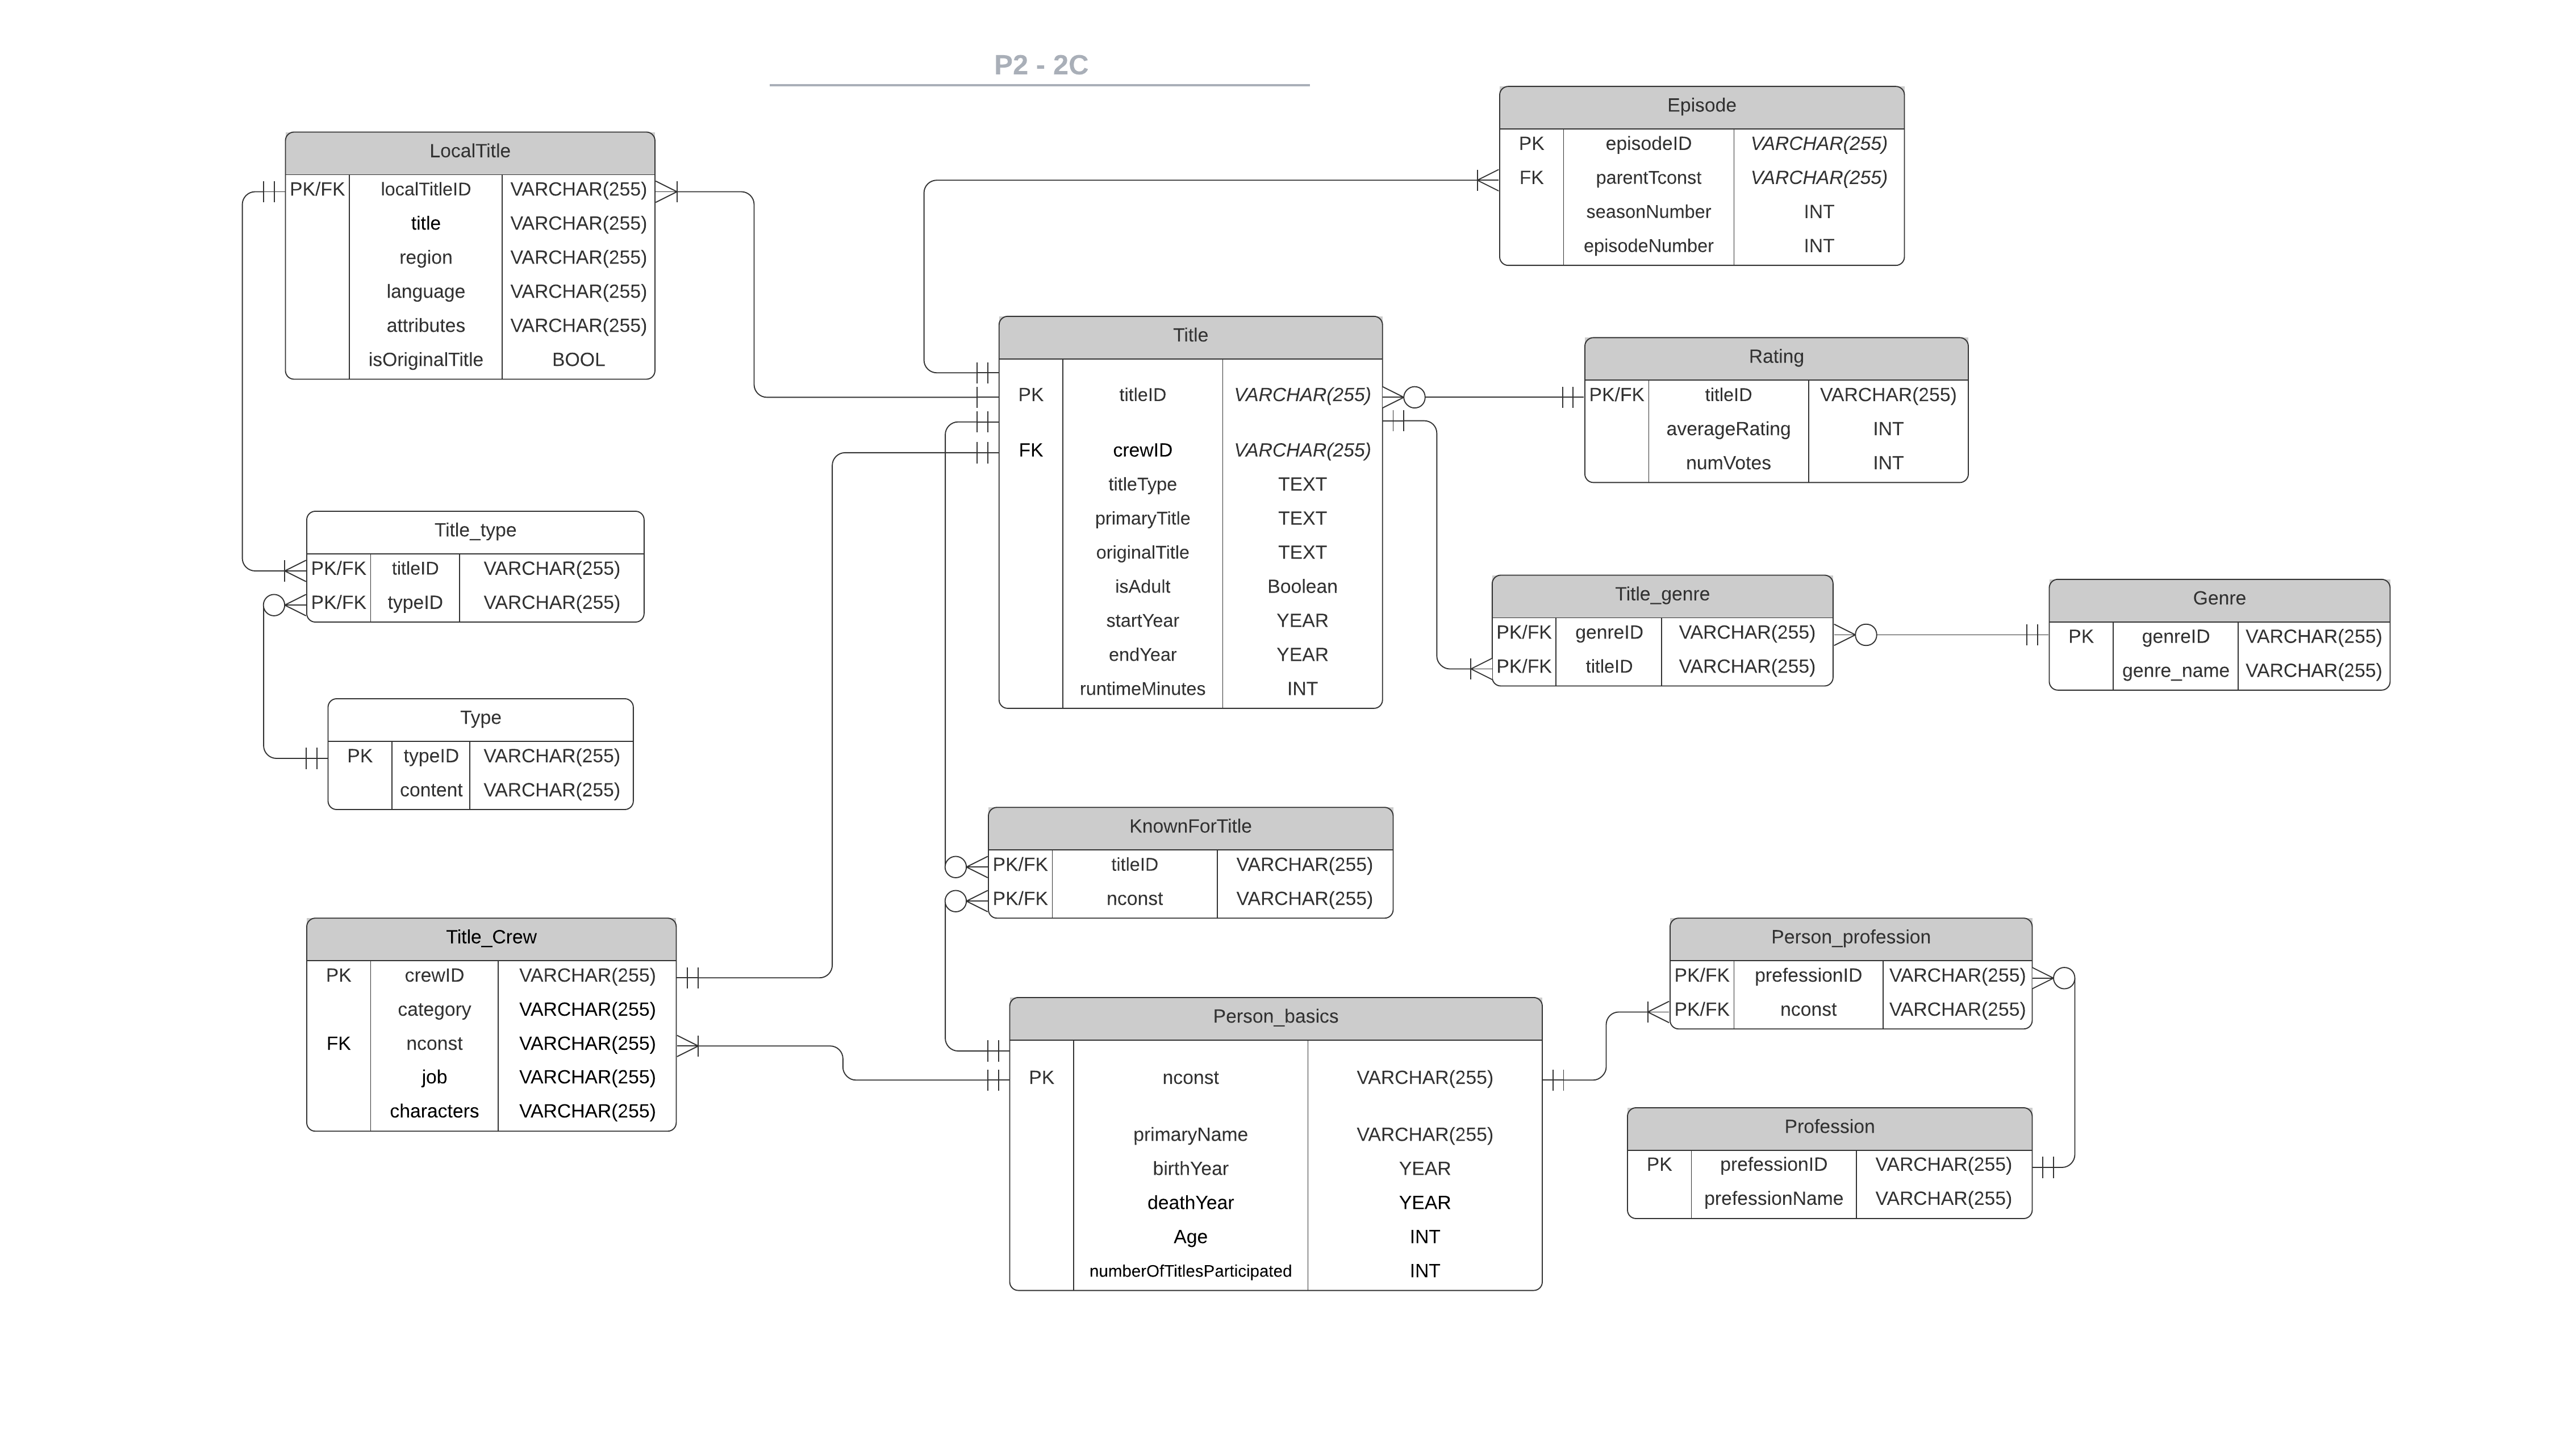 P2 - 2C
LocalTitle
PK/FK localTitleID VARCHAR(255)
title VARCHAR(255)
region VARCHAR(255)
language VARCHAR(255)
attributes VARCHAR(255)
isOriginalTitle BOOL
Episode
PK episodeID VARCHAR(255)
FK parentTconst VARCHAR(255)
seasonNumber INT
episodeNumber INT
Title
PK titleID VARCHAR(255)
FK crewID VARCHAR(255)
titleType TEXT
primaryTitle TEXT
originalTitle TEXT
isAdult Boolean
startYear YEAR
endYear YEAR
runtimeMinutes INT
Rating
PK/FK titleID VARCHAR(255)
averageRating INT
numVotes INT
Title_type
PK/FK titleID VARCHAR(255)
PK/FK typeID VARCHAR(255)
Title_genre
PK/FK genreID VARCHAR(255)
PK/FK titleID VARCHAR(255)
Genre
PK genreID VARCHAR(255)
genre_name VARCHAR(255)
Type
PK typeID VARCHAR(255)
content VARCHAR(255)
KnownForTitle
PK/FK titleID VARCHAR(255)
PK/FK nconst VARCHAR(255)
Title_Crew
PK crewID VARCHAR(255)
category VARCHAR(255)
FK nconst VARCHAR(255)
job VARCHAR(255)
characters VARCHAR(255)
Person_basics
PK nconst VARCHAR(255)
primaryName VARCHAR(255)
birthYear YEAR
deathYear YEAR
Age INT
numberOfTitlesParticipated INT
Person_profession
PK/FK prefessionID VARCHAR(255)
PK/FK nconst VARCHAR(255)
Profession
PK prefessionID VARCHAR(255)
prefessionName VARCHAR(255)